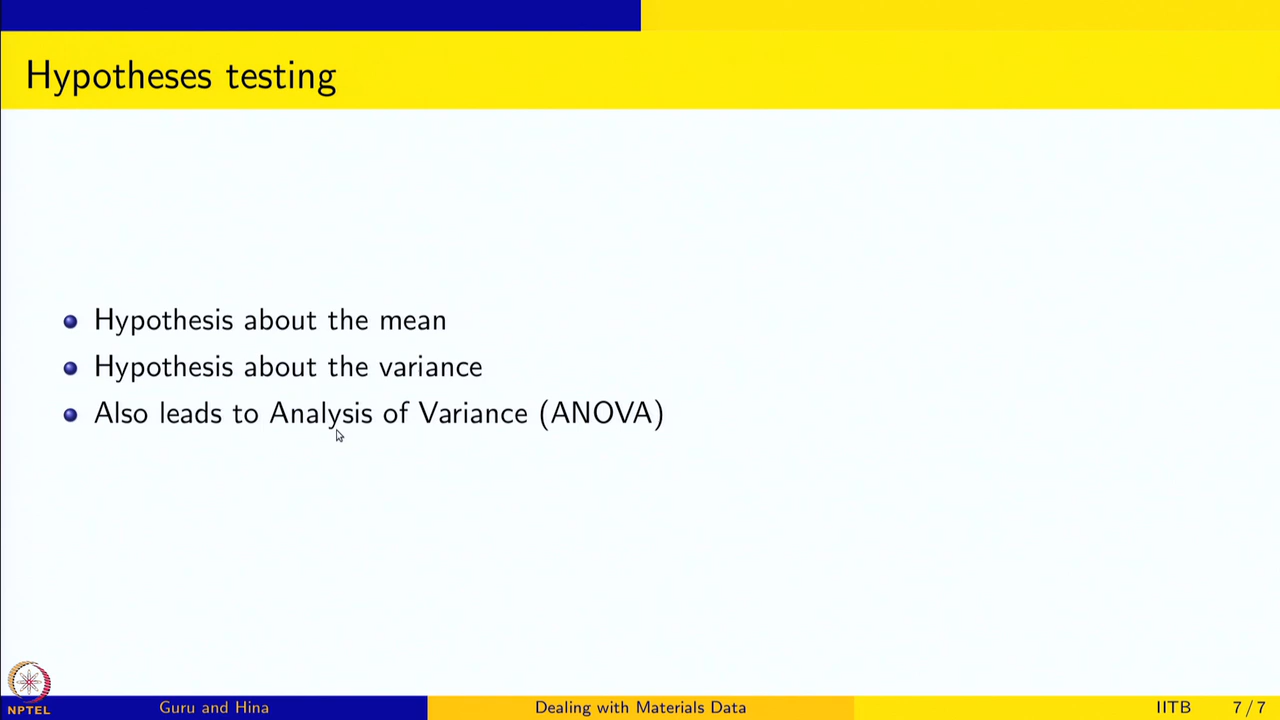 Hypotheses testing
Hypothesis about the mean
Hypothesis about the variance
Also leads to Analysis of Variance (ANOVA)
NPTEL
Guru and Hina
Dealing with Materials Data
IITB
7 / 7